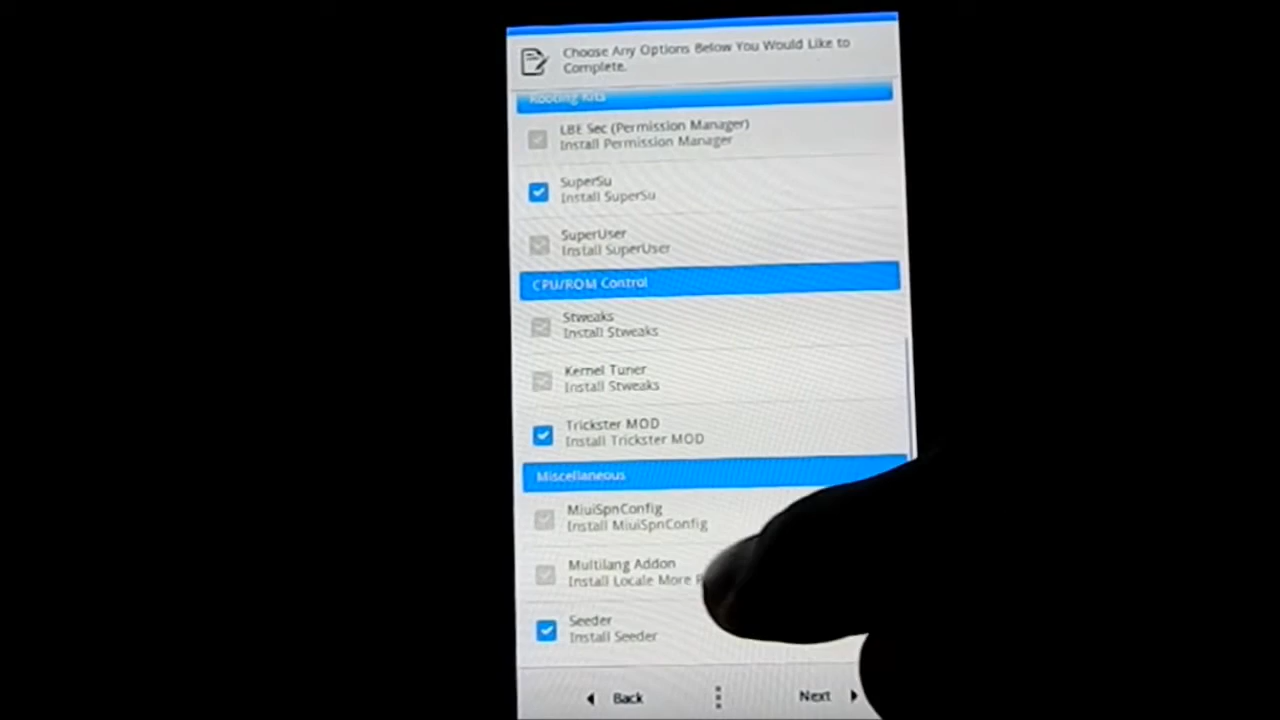 Choose Any Options Below You Would Like to
Complete.
Rooting Kits
LBE Sec (Permission Manager)
Install Permission Manager
SuperSu
Install SuperSu
SuperUser
Install SuperUser
CPU/ROM Control
Stweaks
Install Stweaks
Kernel Tuner
Install Stweaks
Trickster MOD
Install Trickster MOD
Miscellaneous
MiuiSpnConfig
Install MiuiSpnConfig
Multilang Addon
Install Locale More
Seeder
Install Seeder
Back
Next